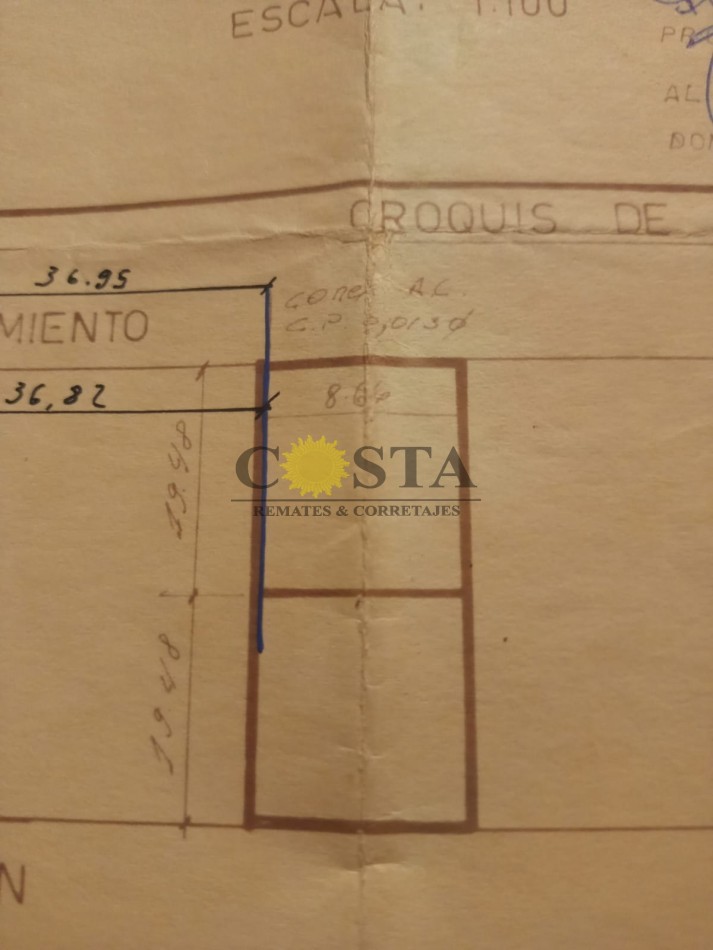 ESCALA: 1:100
AL
CROQUIS DE
36.95
MIENTO
36,82
8.66
19.48
COSTA
REMATES & CORRETAJES
19 48
N